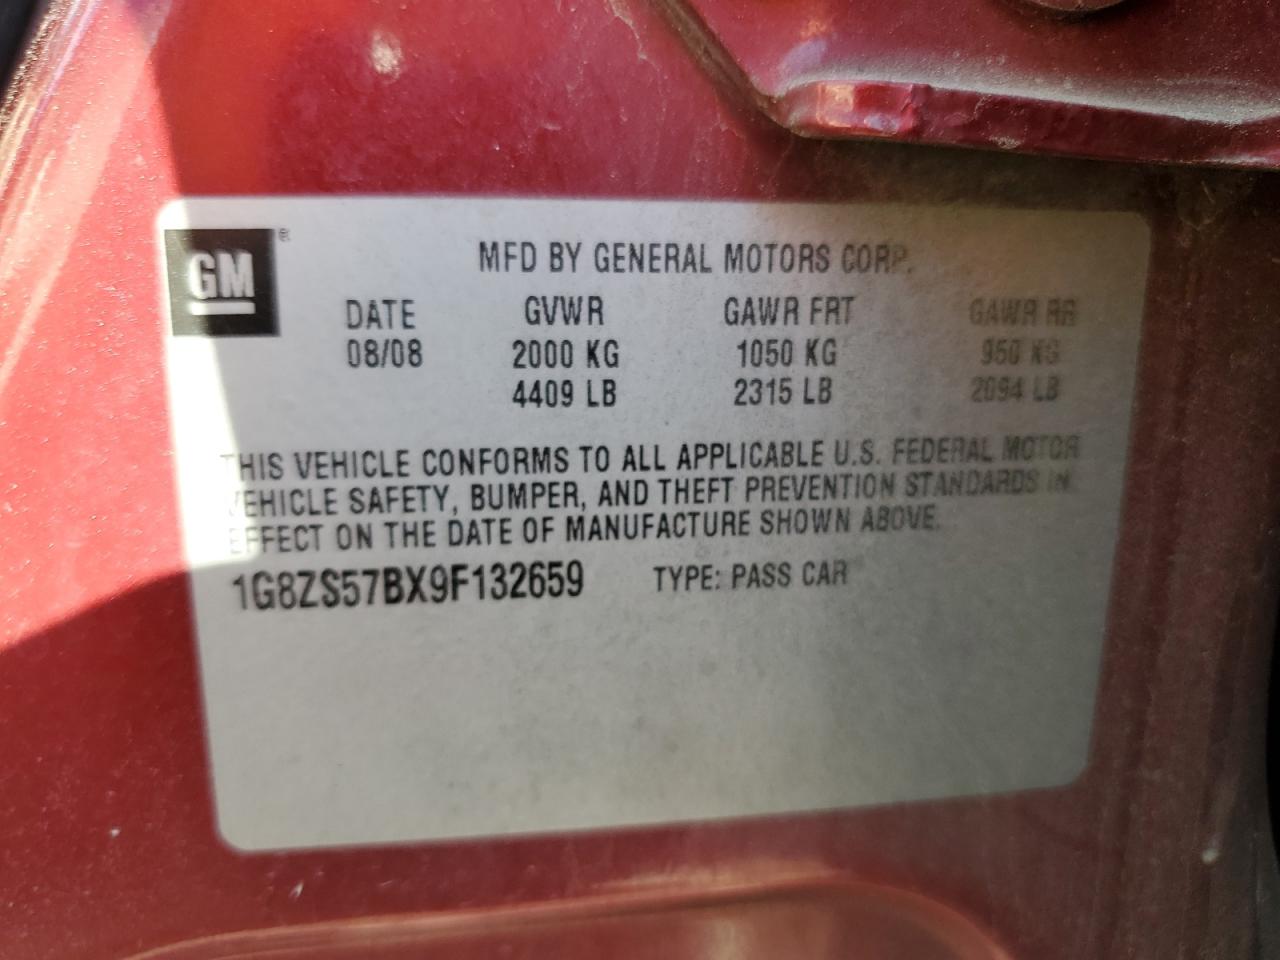 GM®
MFD BY GENERAL MOTORS CORP.
DATE GVWR GAWR FRT GAWR RR
08/08 2000 KG 1050 KG 950 KG
4409 LB 2315 LB 2094 LB
THIS VEHICLE CONFORMS TO ALL APPLICABLE U.S. FEDERAL MOTOR
VEHICLE SAFETY, BUMPER, AND THEFT PREVENTION STANDARDS IN
EFFECT ON THE DATE OF MANUFACTURE SHOWN ABOVE.
1G8ZS57BX9F132659 TYPE: PASS CAR